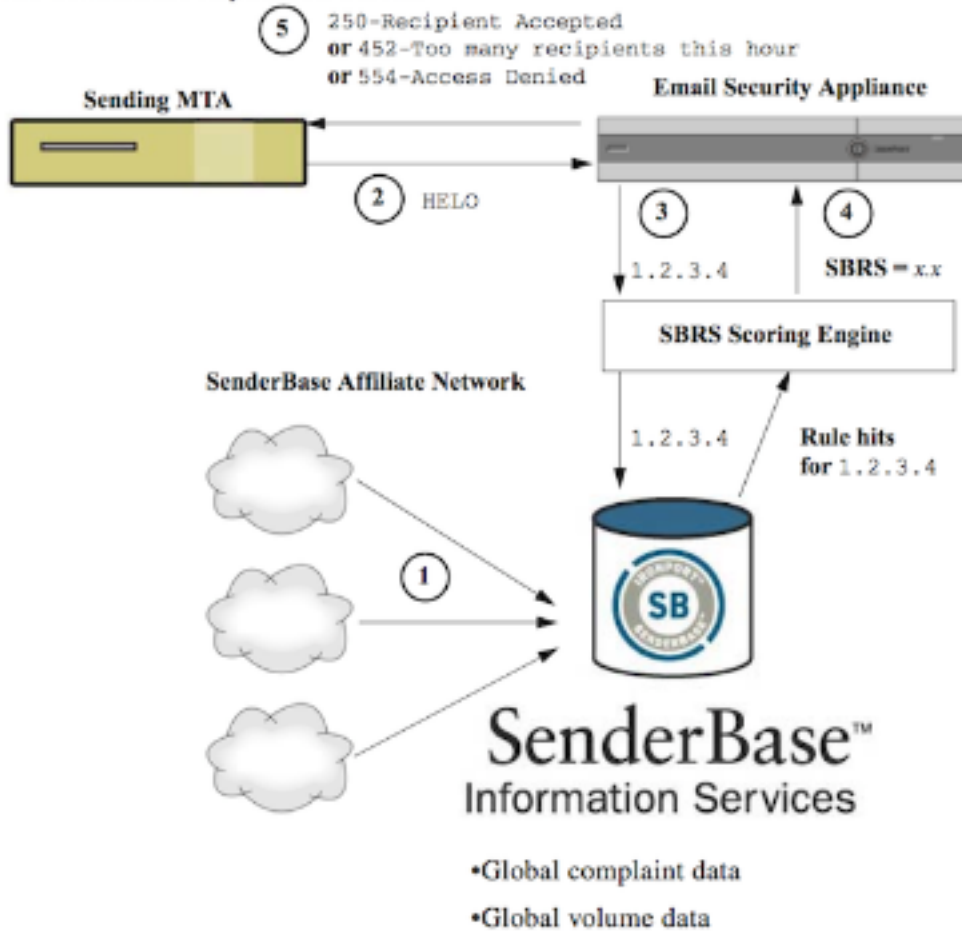 5
250-Recipient Accepted
or 452-Too many recipients this hour
or 554-Access Denied
Sending MTA
Email Security Appliance
2
HELO
3
4
1.2.3.4
SBRS = x.x
SBRS Scoring Engine
SenderBase Affiliate Network
1.2.3.4
Rule hits
for 1.2.3.4
1
IRONPORT
SB
SENDERBASE
SenderBase™
Information Services
•Global complaint data
•Global volume data